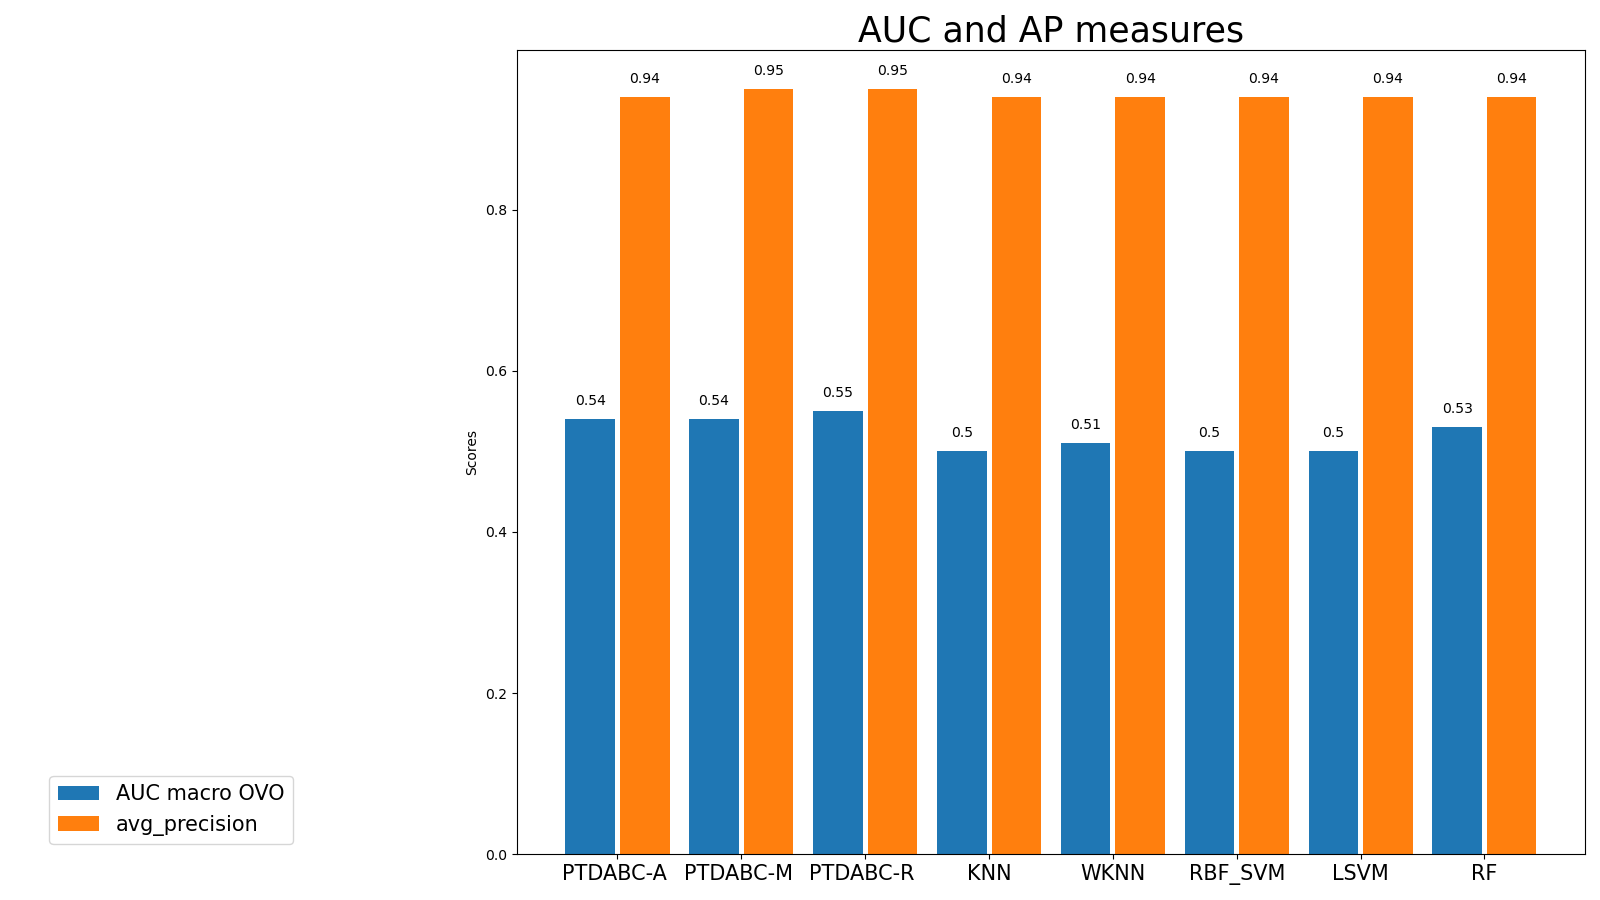 AUC and AP measures
0.94 0.95 0.95 0.94 0.94 0.94 0.94 0.94
0.8
0.6
0.54 0.54 0.55 0.5 0.51 0.5 0.5 0.53
Scores
0.4
0.2
0.0
PTDABC-A PTDABC-M PTDABC-R KNN WKNN RBF_SVM LSVM RF
AUC macro OVO
avg_precision